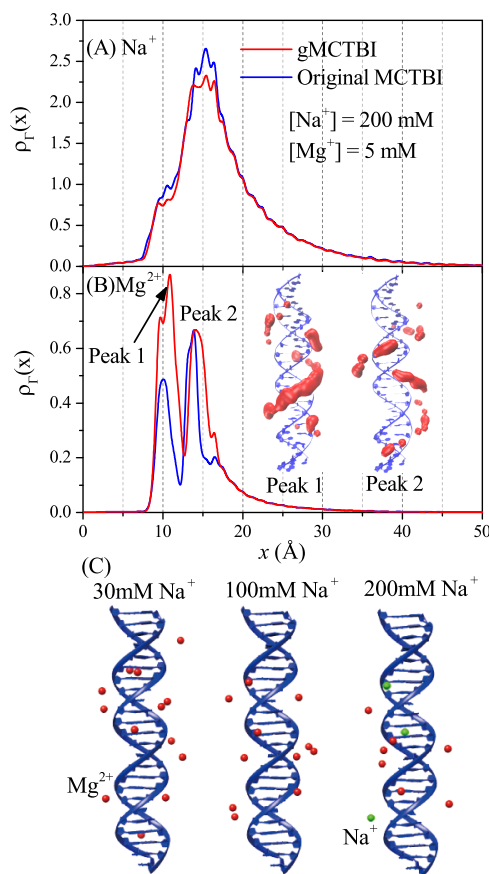 (A) Na⁺
gMCTBI
Original MCTBI
[Na⁺] = 200 mM
[Mg⁺] = 5 mM
3.0
2.5
2.0
1.5
1.0
0.5
0.0
ρΓ(x)
(B) Mg²⁺
Peak 1
Peak 2
Peak 1
Peak 2
0.8
0.6
0.4
0.2
0.0
ρΓ(x)
0 10 20 30 40 50
x (Å)
(C)
30mM Na⁺ 100mM Na⁺ 200mM Na⁺
Mg²⁺
Na⁺